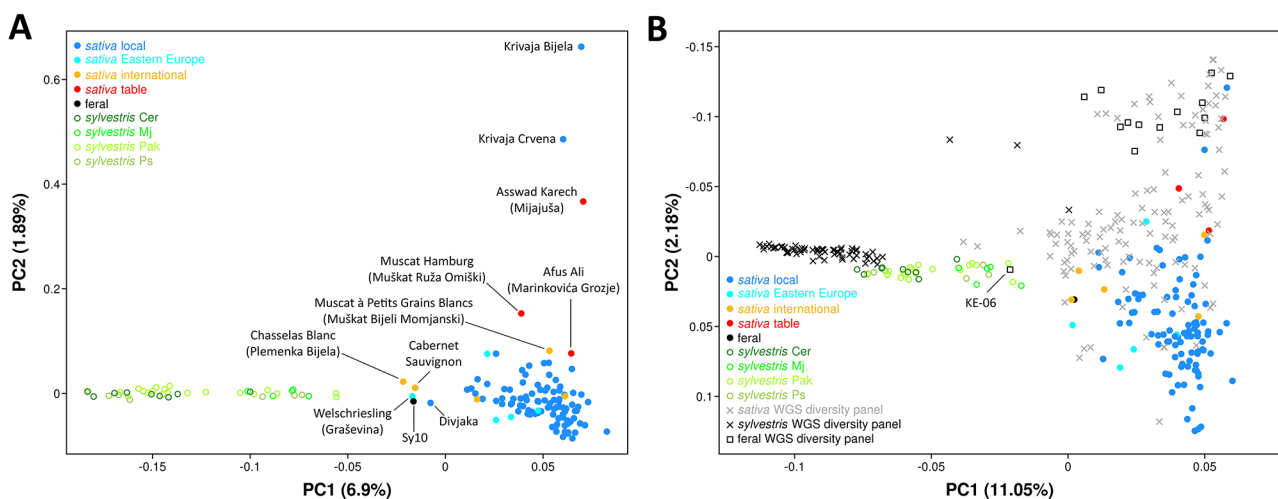 A
PC2 (1.89%)
0.6
0.4
0.2
0
sativa local
sativa Eastern Europe
sativa international
sativa table
feral
sylvestris Cer
sylvestris Mj
sylvestris Pak
sylvestris Ps
Krivaja Bijela
Krivaja Crvena
Asswad Karech
(Mijajuša)
Muscat Hamburg
(Muškat Ruža Omiški)
Afus Ali
(Marinkovića Grozje)
Muscat à Petits Grains Blancs
(Muškat Bijeli Momjanski)
Chasselas Blanc
(Plemenka Bijela)
Cabernet
Sauvignon
Welschriesling
(Graševina)
Sy10
Divjaka
-0.15 -0.1 -0.05 0 0.05
PC1 (6.9%)
B
PC2 (2.18%)
-0.15
-0.1
-0.05
0
0.05
0.1
KE-06
sativa local
sativa Eastern Europe
sativa international
sativa table
feral
sylvestris Cer
sylvestris Mj
sylvestris Pak
sylvestris Ps
sativa WGS diversity panel
sylvestris WGS diversity panel
feral WGS diversity panel
-0.1 -0.05 0 0.05
PC1 (11.05%)